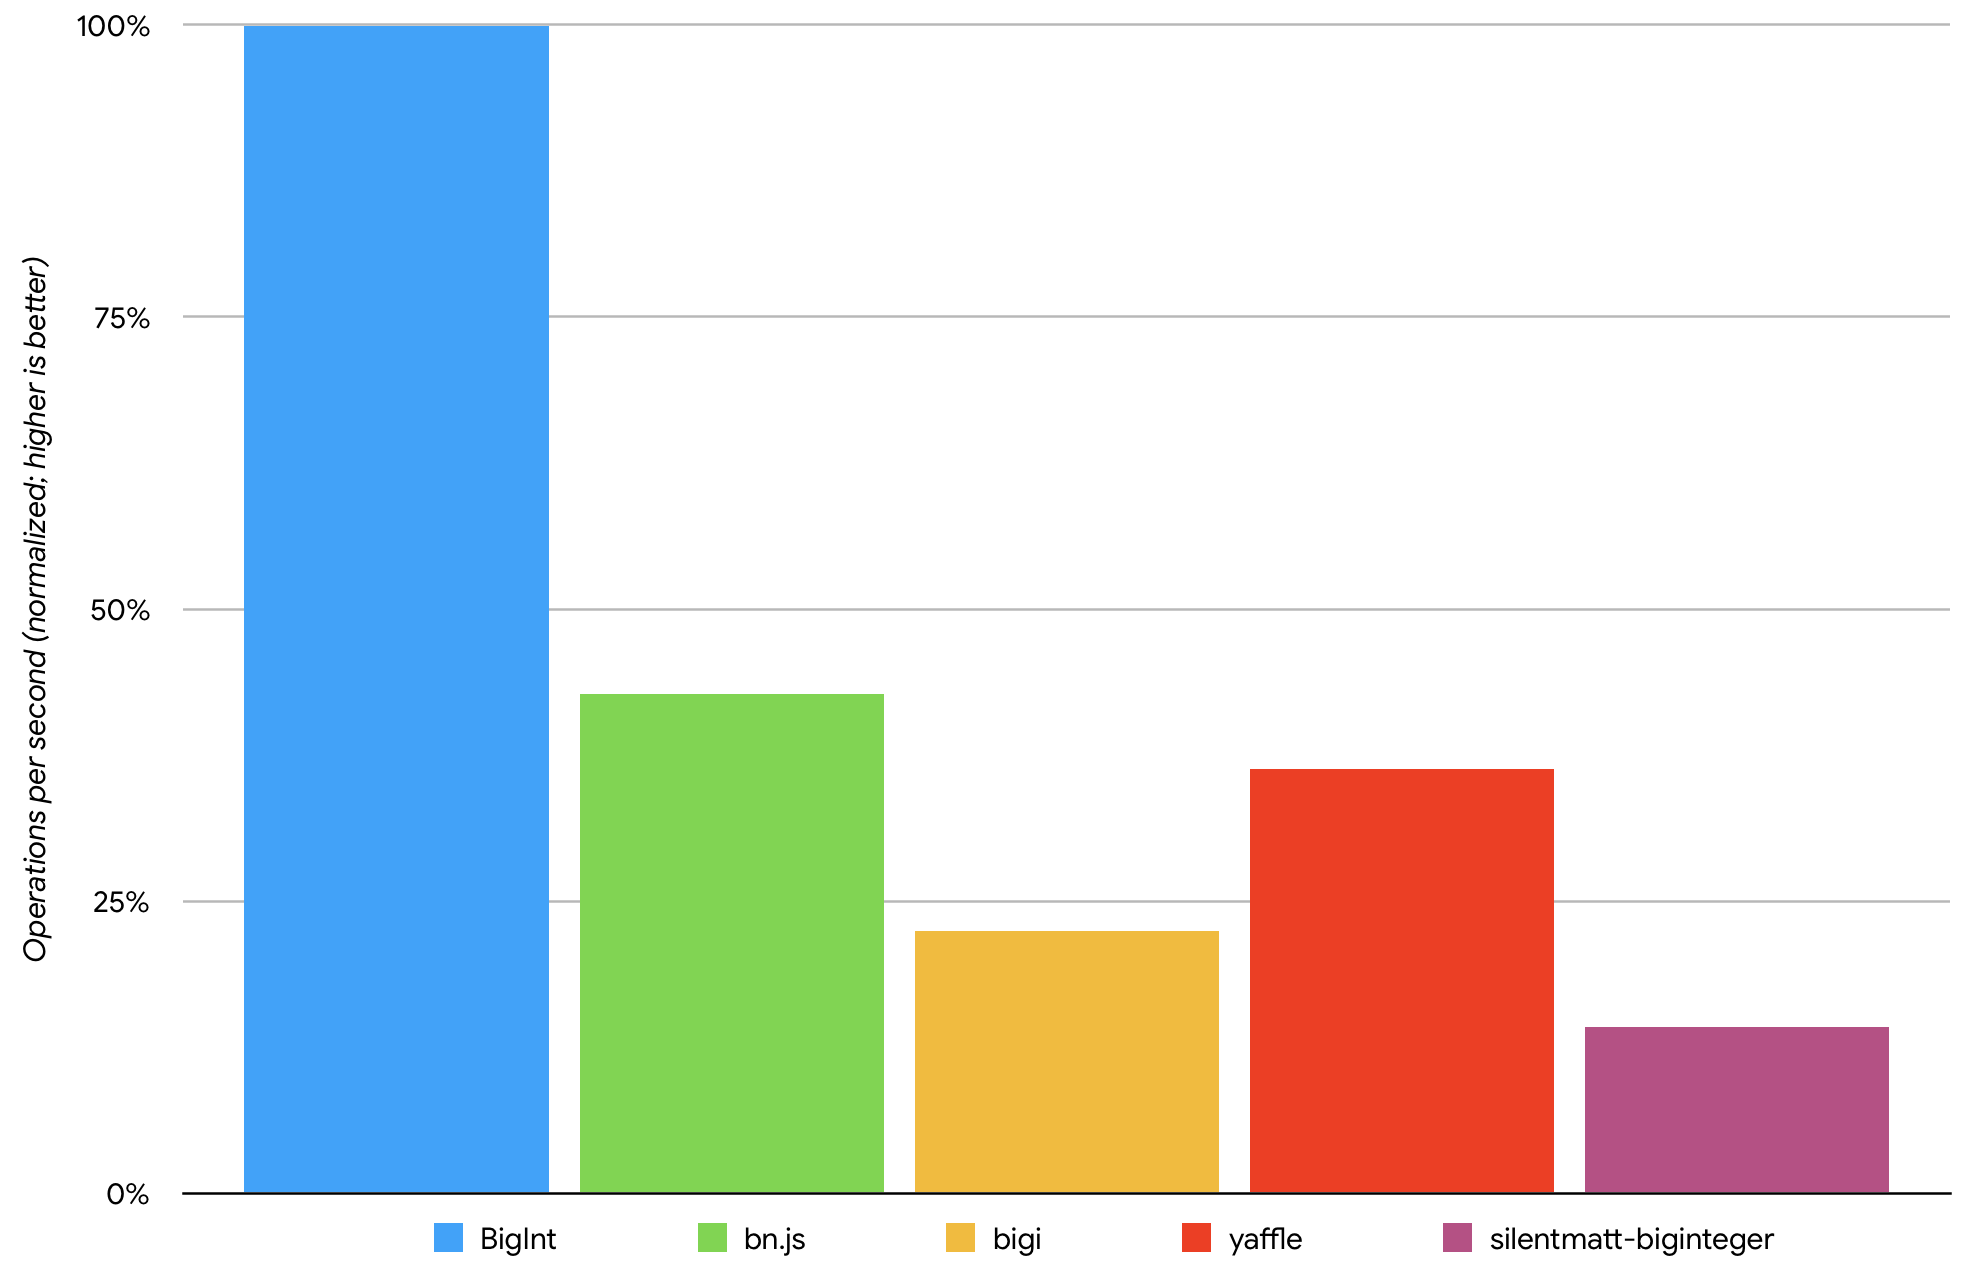 Operations per second (normalized; higher is better)
100%
75%
50%
25%
0%
BigInt
bn.js
bigi
yaffle
silentmatt-biginteger